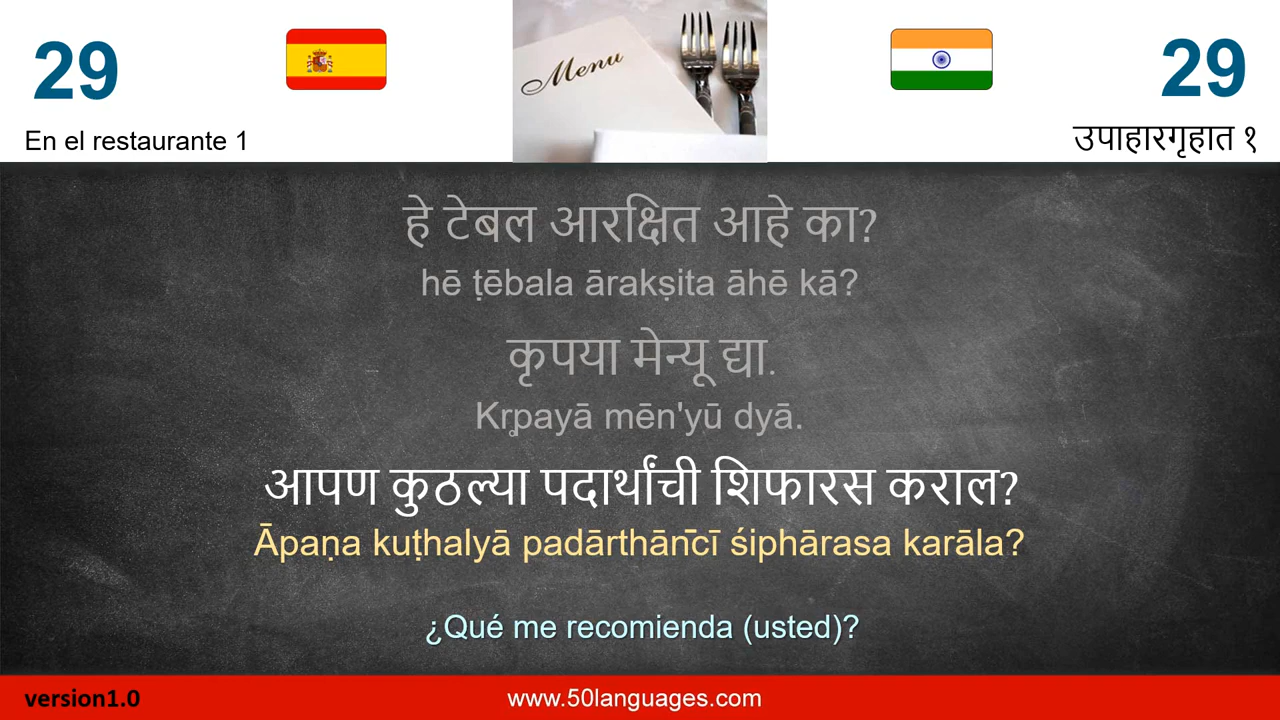 29
29
En el restaurante 1
Menu
उपाहारगृहात १
हे टेबल आरक्षित आहे का?
hē ṭēbala ārakṣita āhē kā?
कृपया मेन्यू द्या.
Kr̥payā mēn'yū dyā.
आपण कुठल्या पदार्थांची शिफारस कराल?
Āpaṇa kuṭhalyā padārthān̄cī śiphārasa karāla?
¿Qué me recomienda (usted)?
version1.0
www.50languages.com